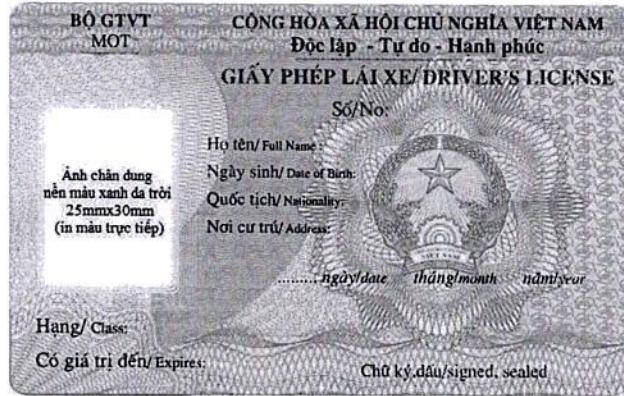 BỘ GTVT
MOT
CỘNG HÒA XÃ HỘI CHỦ NGHĨA VIỆT NAM
Độc lập - Tự do - Hạnh phúc
GIẤY PHÉP LÁI XE/ DRIVER'S LICENSE
Số/No:
Ảnh chân dung
nền màu xanh da trời
25mmx30mm
(in màu trực tiếp)
Họ tên/ Full Name:
Ngày sinh/ Date of Birth:
Quốc tịch/ Nationality:
Nơi cư trú/ Address:
VIỆT NAM
......... ngày/date tháng/month năm/year
Hạng/ Class:
Có giá trị đến/ Expires:
Chữ ký,dấu/signed, sealed